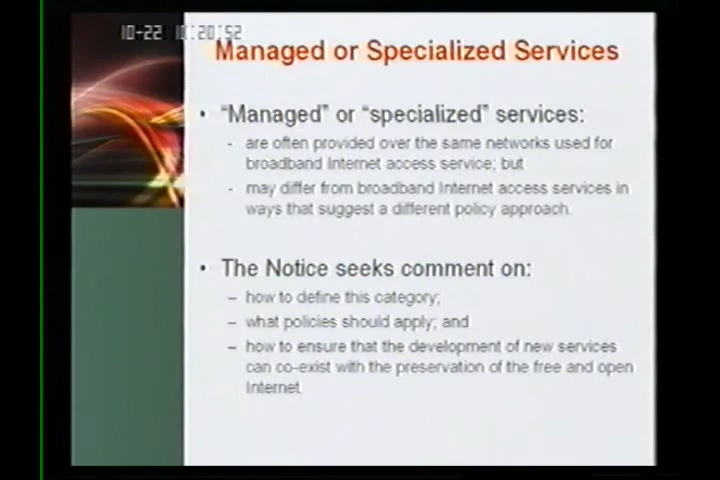 10-22
Managed or Specialized Services
• “Managed” or “specialized” services:
- are often provided over the same networks used for
broadband Internet access service; but
- may differ from broadband Internet access services in
ways that suggest a different policy approach.
• The Notice seeks comment on:
– how to define this category;
– what policies should apply; and
– how to ensure that the development of new services
can co-exist with the preservation of the free and open
Internet.